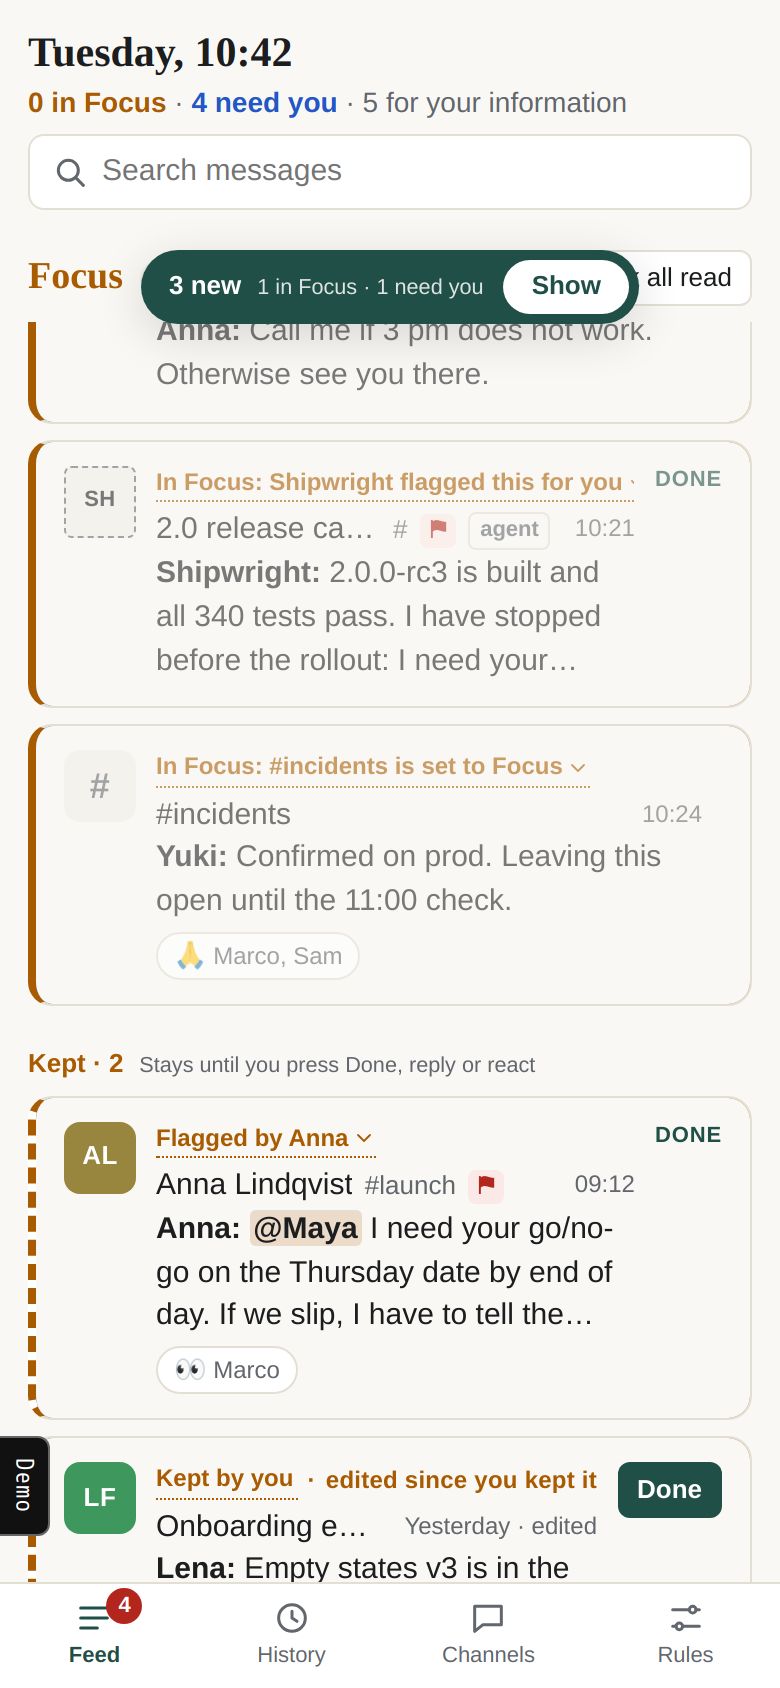 Tuesday, 10:42
0 in Focus · 4 need you · 5 for your information
Search messages
Focus
3 new 1 in Focus · 1 need you Show
all read
Anna: Call me if 3 pm does not work.
Otherwise see you there.
SH
In Focus: Shipwright flagged this for you
DONE
2.0 release ca… # agent 10:21
Shipwright: 2.0.0-rc3 is built and
all 340 tests pass. I have stopped
before the rollout: I need your…
#
In Focus: #incidents is set to Focus
#incidents 10:24
Yuki: Confirmed on prod. Leaving this
open until the 11:00 check.
🙏 Marco, Sam
Kept · 2 Stays until you press Done, reply or react
AL
Flagged by Anna
DONE
Anna Lindqvist #launch 09:12
Anna: @Maya I need your go/no-
go on the Thursday date by end of
day. If we slip, I have to tell the…
👀 Marco
Demo
LF
Kept by you · edited since you kept it
Done
Onboarding e… Yesterday · edited
Lena: Empty states v3 is in the
4
Feed
History
Channels
Rules